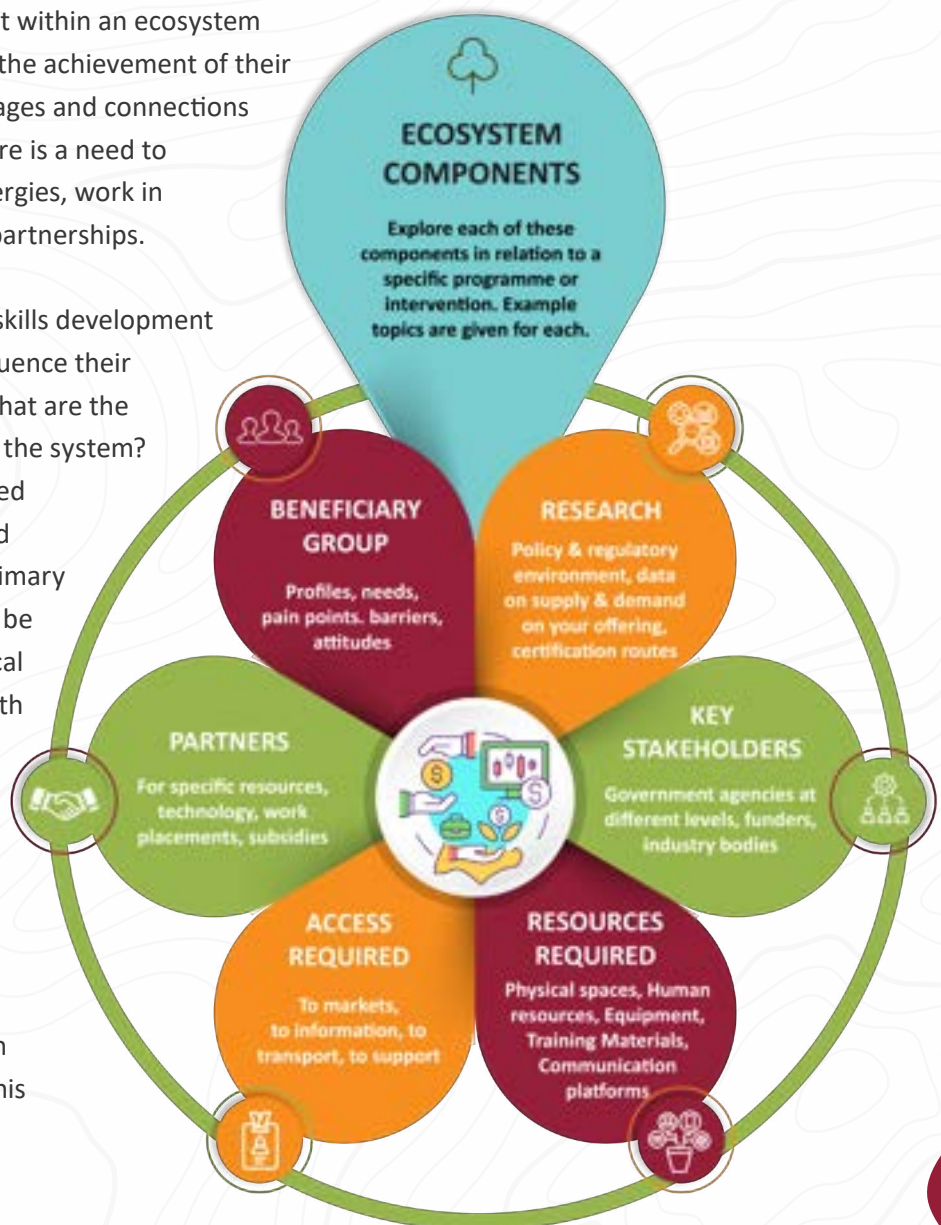 t within an ecosystem
the achievement of their
ages and connections
re is a need to
ergies, work in
partnerships.
skills development
uence their
hat are the
the system?
ed
d
imary
be
cal
th
n
his
ECOSYSTEM
COMPONENTS
Explore each of these
components in relation to a
specific programme or
intervention. Example
topics are given for each.
BENEFICIARY
GROUP
Profiles, needs,
pain points. barriers,
attitudes
RESEARCH
Policy & regulatory
environment, data
on supply & demand
on your offering,
certification routes
PARTNERS
For specific resources,
technology, work
placements, subsidies
KEY
STAKEHOLDERS
Government agencies at
different levels, funders,
industry bodies
ACCESS
REQUIRED
To markets,
to information, to
transport, to support
RESOURCES
REQUIRED
Physical spaces, Human
resources, Equipment,
Training Materials,
Communication
platforms